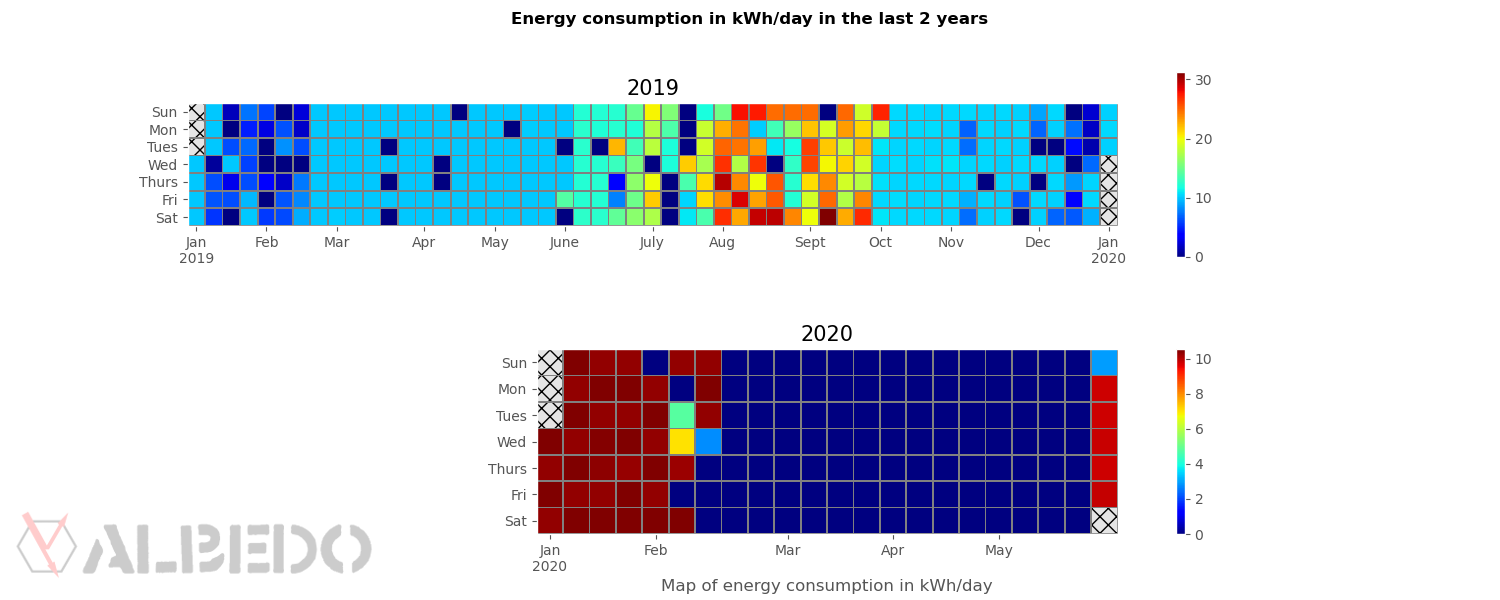 Energy consumption in kWh/day in the last 2 years
2019
Sun
Mon
Tues
Wed
Thurs
Fri
Sat
Jan Feb Mar Apr May June July Aug Sept Oct Nov Dec Jan
2019 2020
30
20
10
0
2020
Sun
Mon
Tues
Wed
Thurs
Fri
Sat
Jan Feb Mar Apr May
2020
10
8
6
4
2
0
Map of energy consumption in kWh/day
ALBEDO